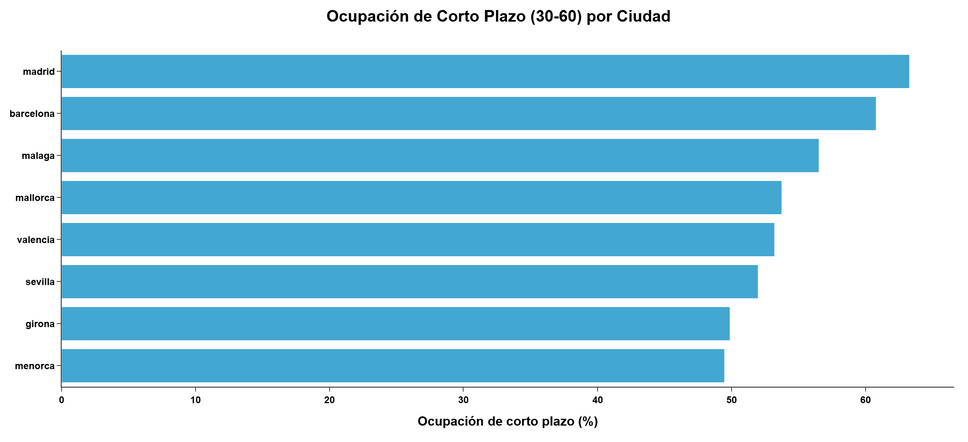 Ocupación de Corto Plazo (30-60) por Ciudad
madrid
barcelona
malaga
mallorca
valencia
sevilla
girona
menorca
0 10 20 30 40 50 60
Ocupación de corto plazo (%)